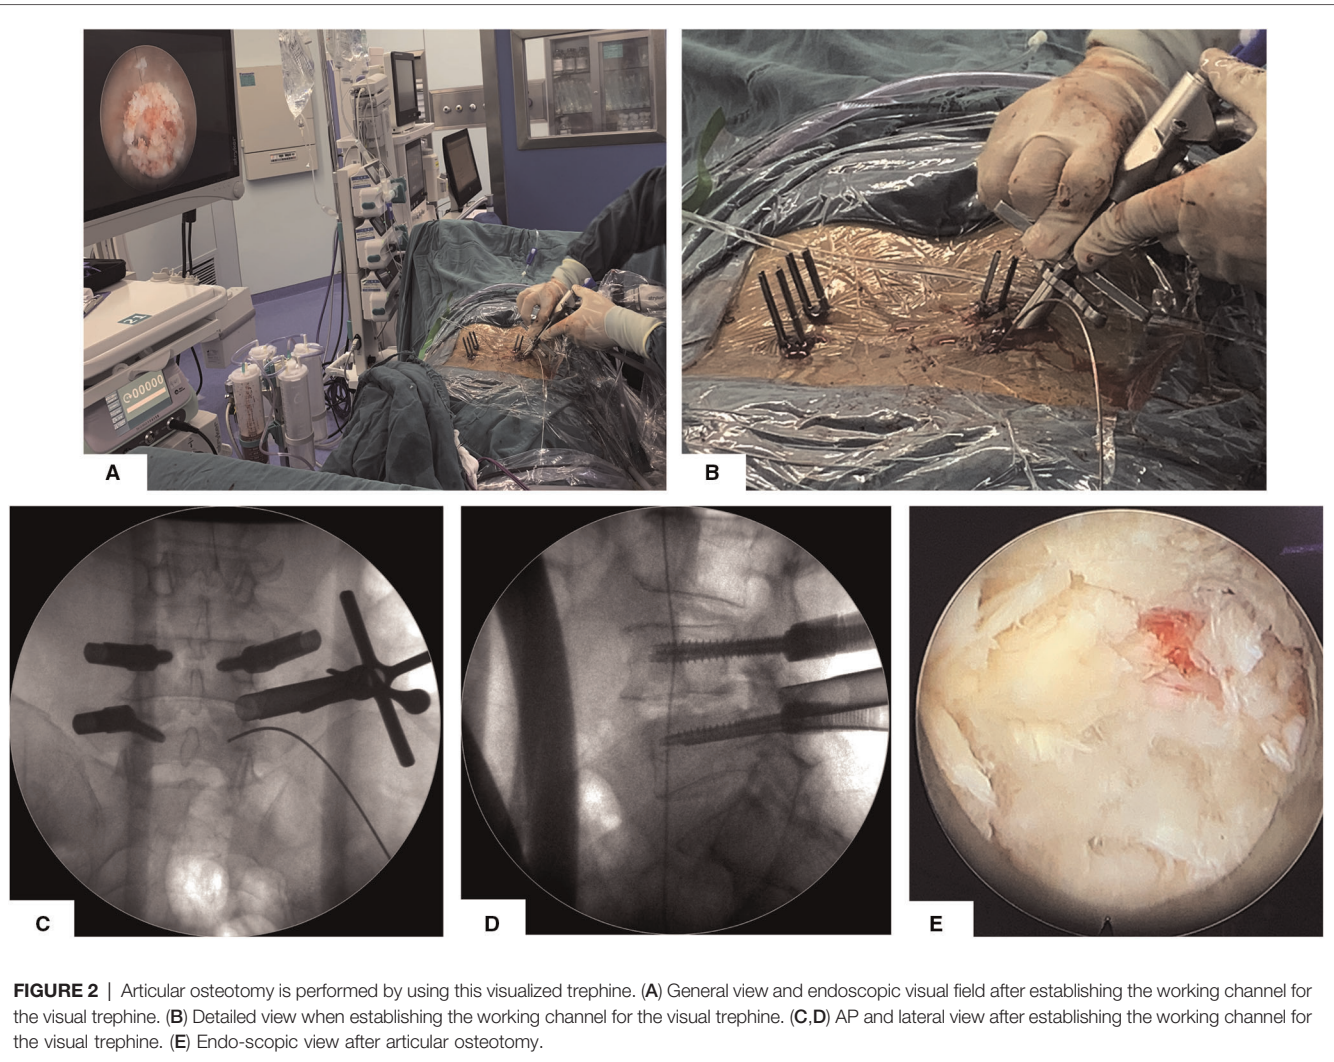 21
00000
A
B
C
D
E
FIGURE 2 | Articular osteotomy is performed by using this visualized trephine. (A) General view and endoscopic visual field after establishing the working channel for
the visual trephine. (B) Detailed view when establishing the working channel for the visual trephine. (C,D) AP and lateral view after establishing the working channel for
the visual trephine. (E) Endo-scopic view after articular osteotomy.